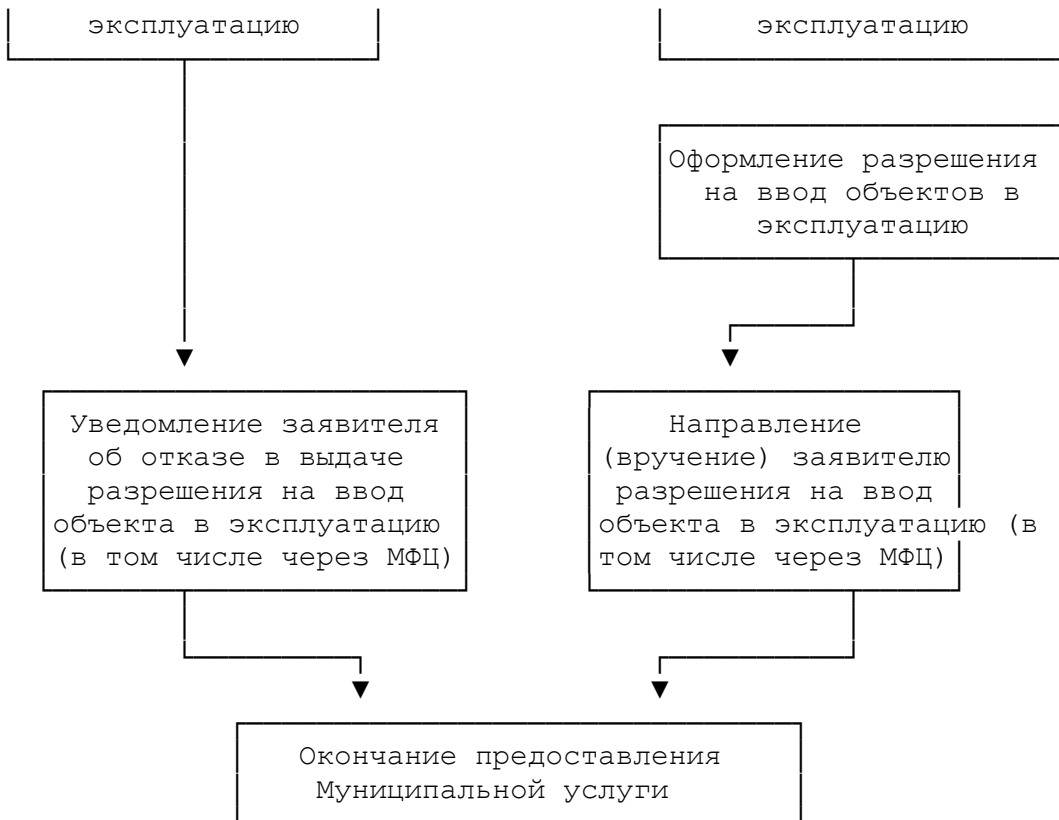 эксплуатацию
эксплуатацию
Оформление разрешения
на ввод объектов в
эксплуатацию
Уведомление заявителя
об отказе в выдаче
разрешения на ввод
объекта в эксплуатацию
(в том числе через МФЦ)
Направление
(вручение) заявителю
разрешения на ввод
объекта в эксплуатацию (в
том числе через МФЦ)
Окончание предоставления
Муниципальной услуги